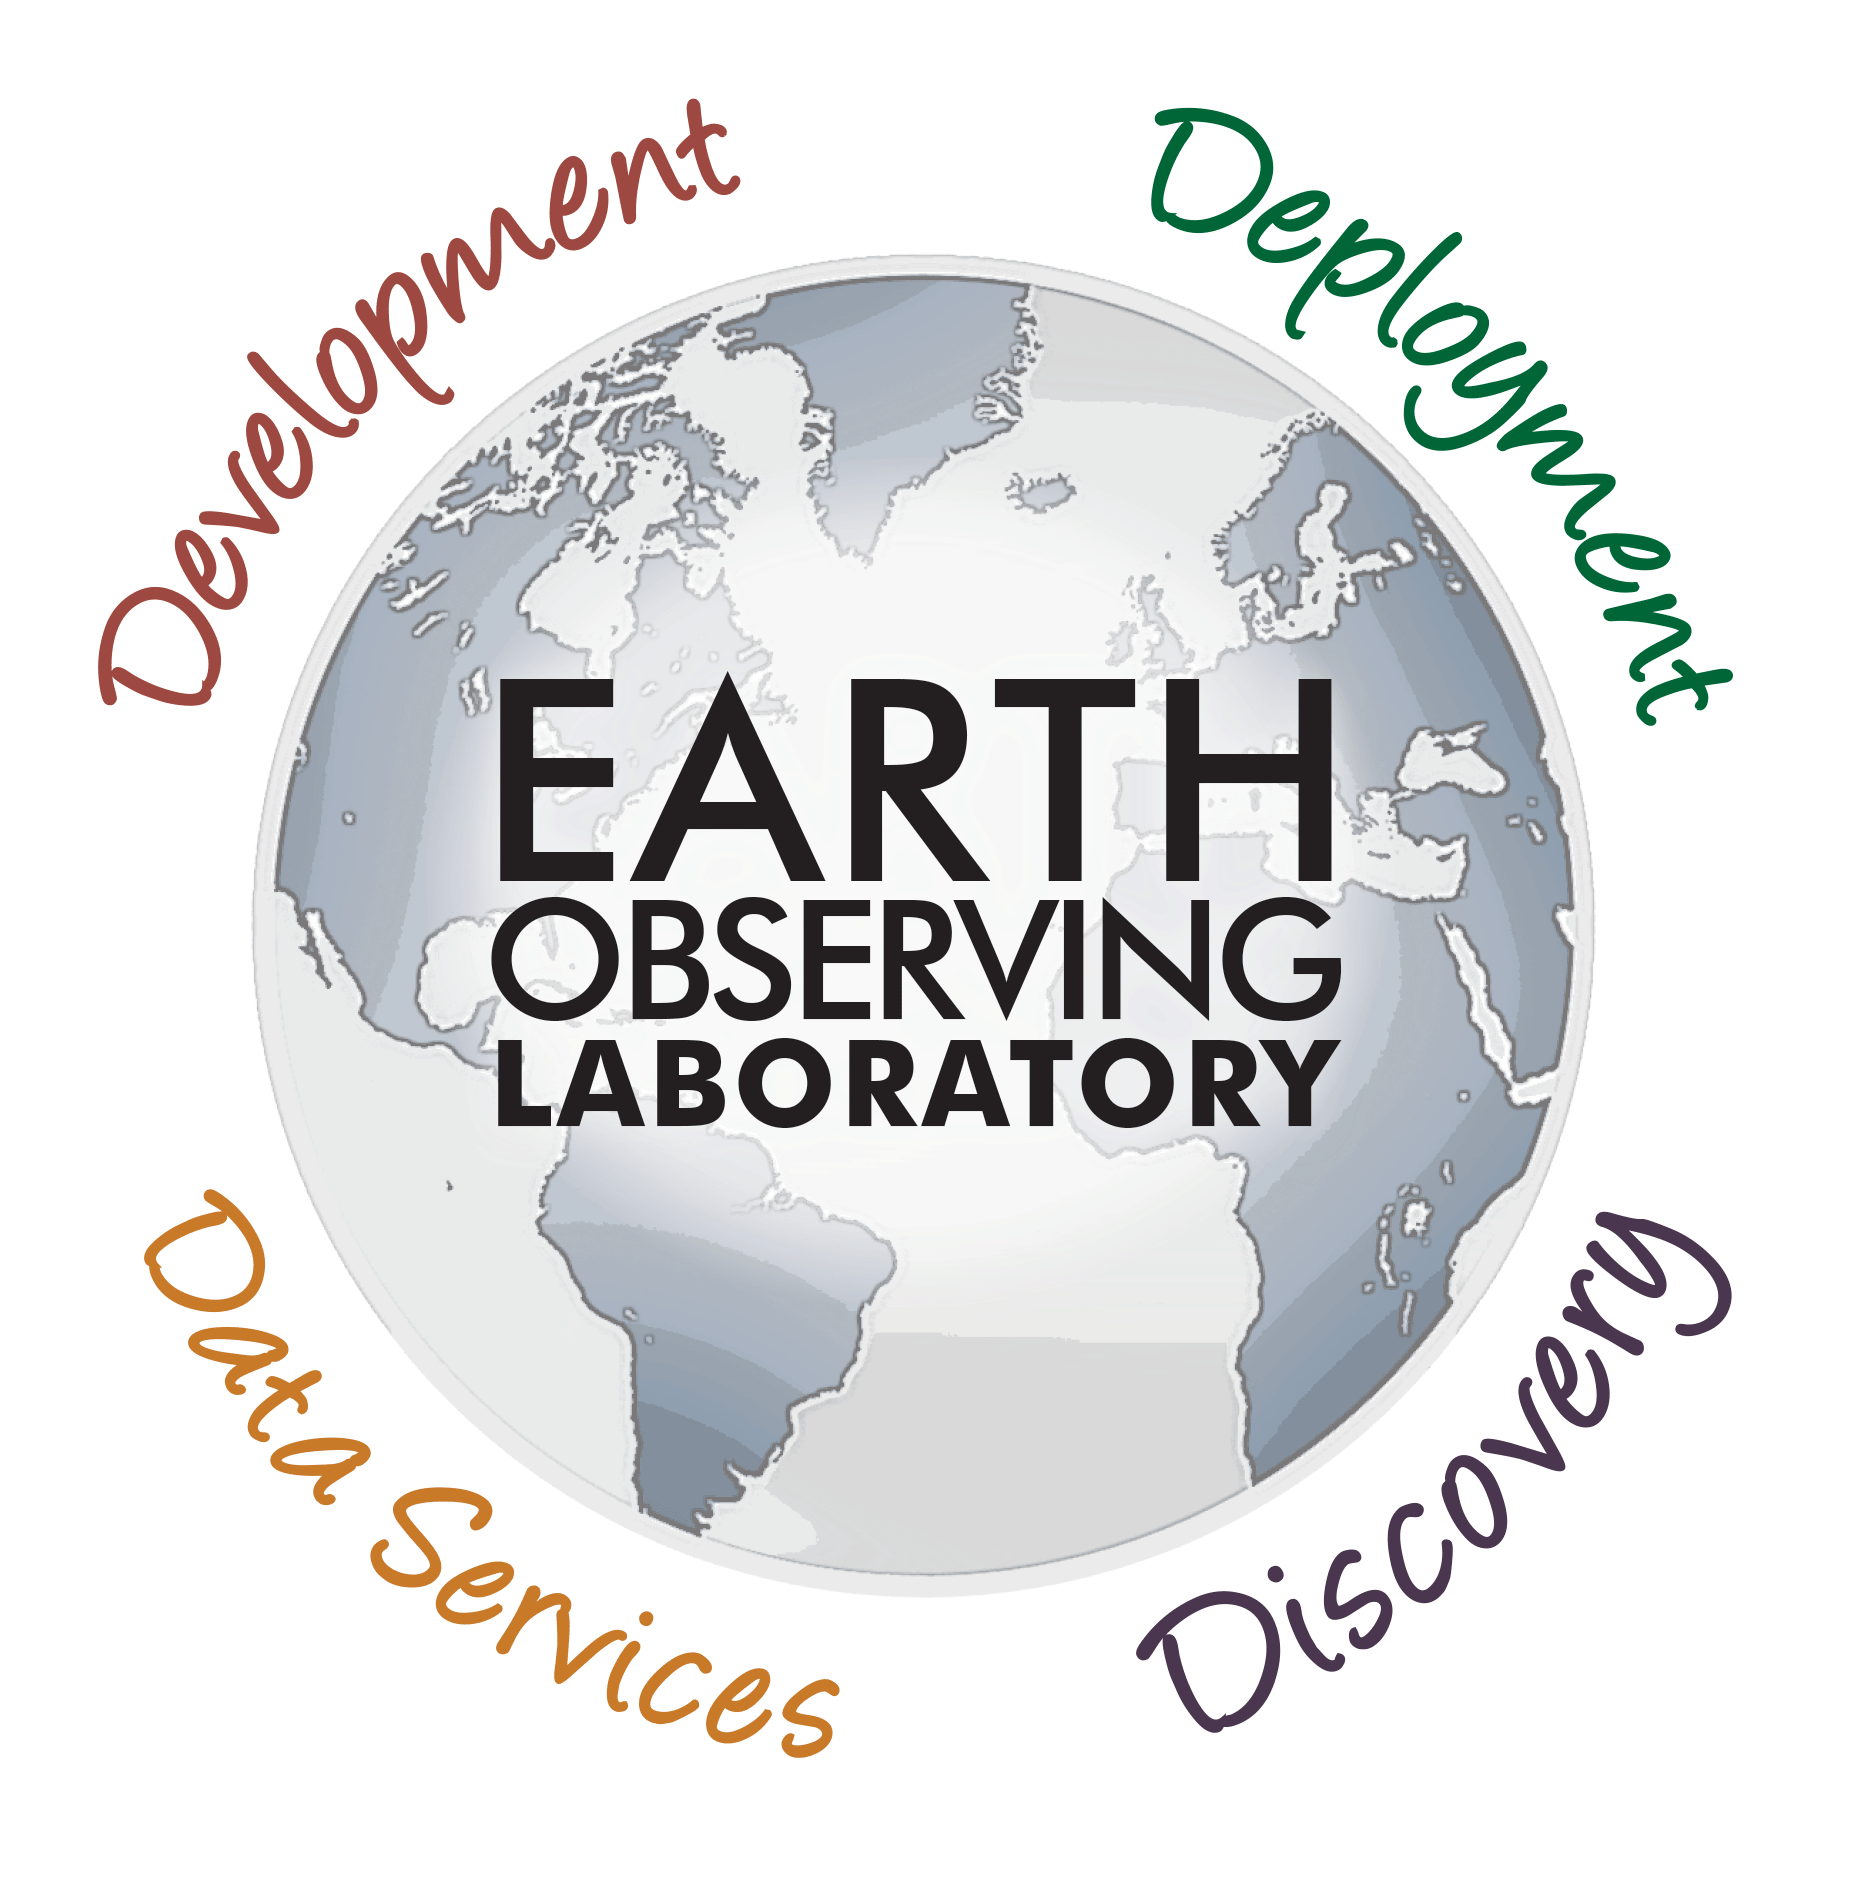 Development
Deployment
EARTH
OBSERVING
LABORATORY
Data Services
Discovery